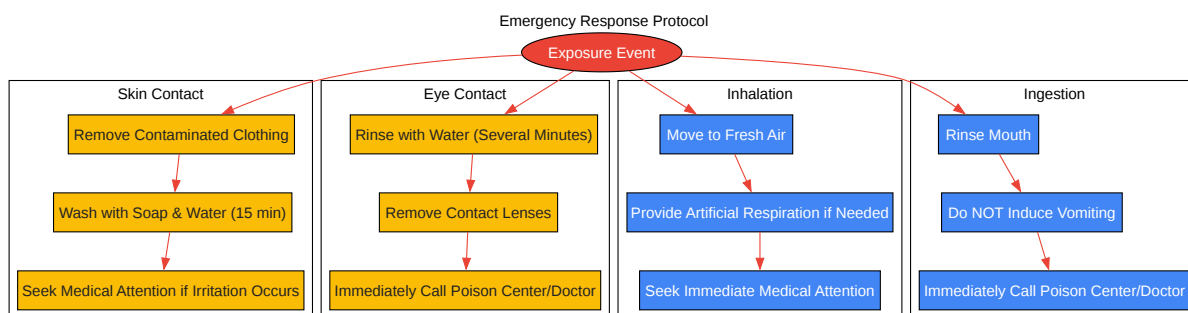 Emergency Response Protocol
Exposure Event
Skin Contact
Remove Contaminated Clothing
Wash with Soap & Water (15 min)
Seek Medical Attention if Irritation Occurs
Eye Contact
Rinse with Water (Several Minutes)
Remove Contact Lenses
Immediately Call Poison Center/Doctor
Inhalation
Move to Fresh Air
Provide Artificial Respiration if Needed
Seek Immediate Medical Attention
Ingestion
Rinse Mouth
Do NOT Induce Vomiting
Immediately Call Poison Center/Doctor